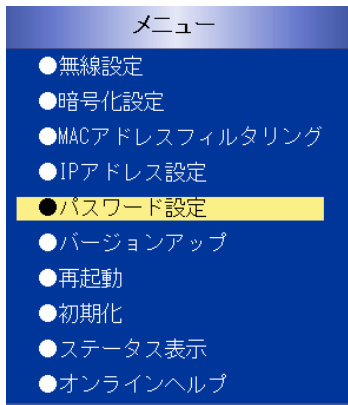 メニュー
●無線設定
●暗号化設定
●MACアドレスフィルタリング
●IPアドレス設定
●パスワード設定
●バージョンアップ
●再起動
●初期化
●ステータス表示
●オンラインヘルプ